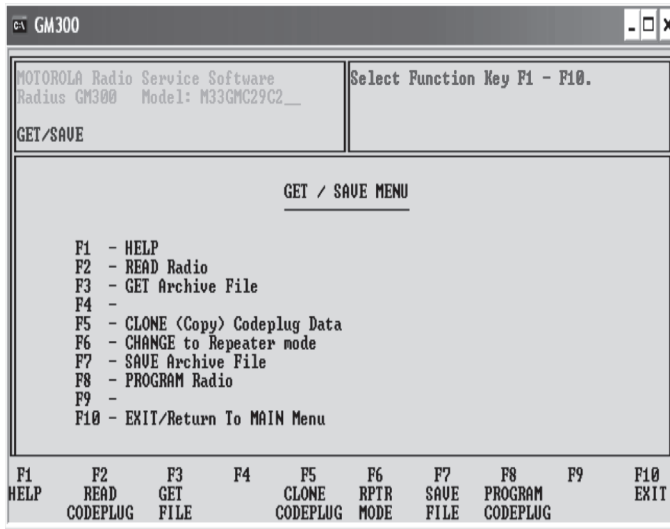 GM300
MOTOROLA Radio Service Software
Radius GM300 Model: M33GMC29C2__
GET/SAVE
Select Function Key F1 - F10.
GET / SAVE MENU
F1 - HELP
F2 - READ Radio
F3 - GET Archive File
F4 -
F5 - CLONE (Copy) Codeplug Data
F6 - CHANGE to Repeater mode
F7 - SAVE Archive File
F8 - PROGRAM Radio
F9 -
F10 - EXIT/Return To MAIN Menu
F1 F2 F3 F4 F5 F6 F7 F8 F9 F10
HELP READ GET CLONE RPTR SAVE PROGRAM EXIT
CODEPLUG FILE CODEPLUG MODE FILE CODEPLUG